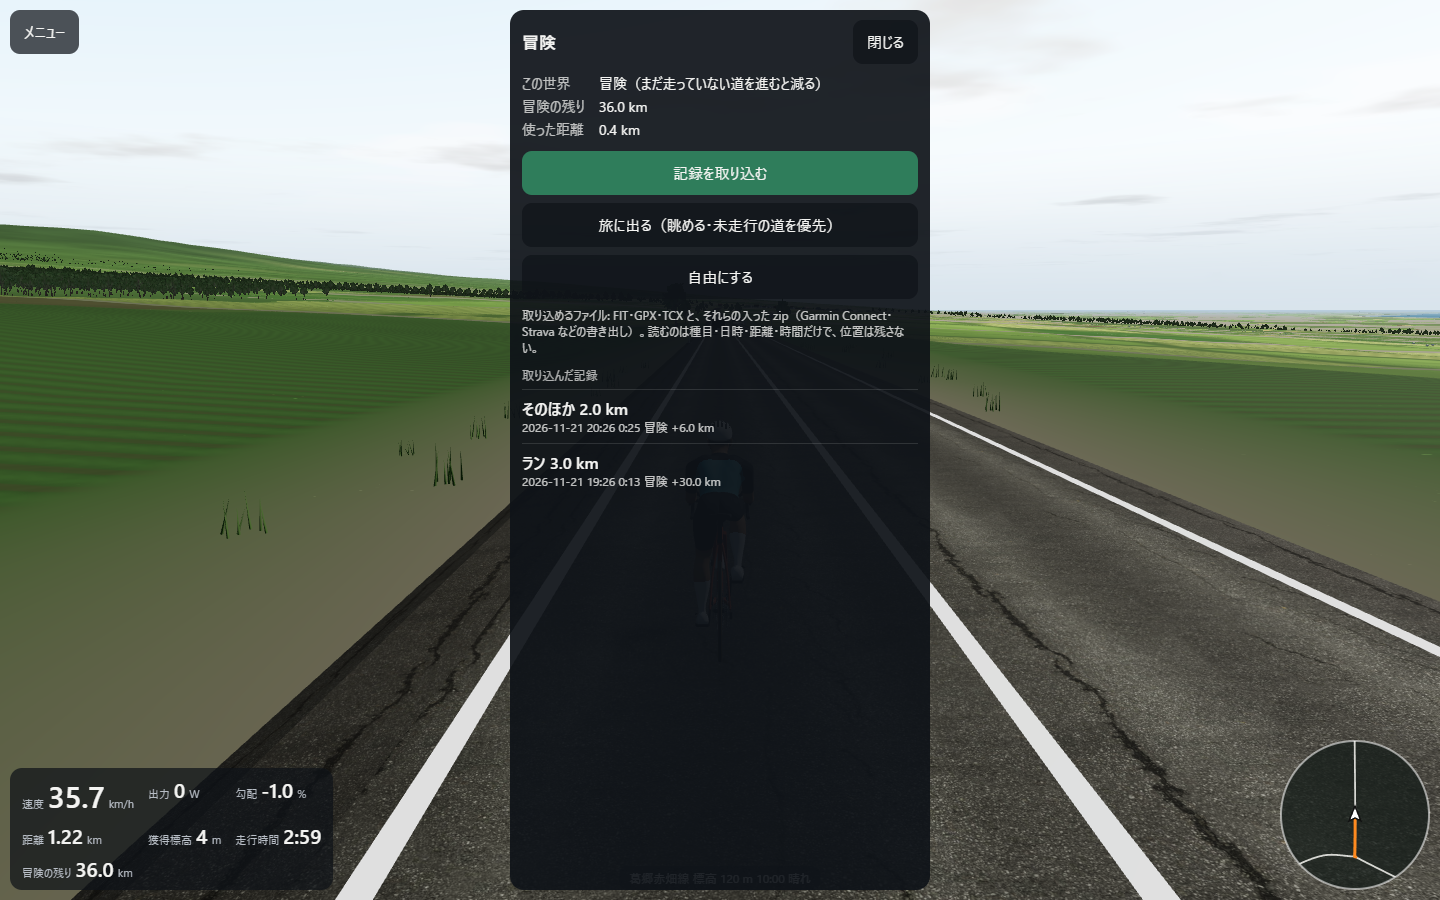 メニュー
冒険
閉じる
この世界 冒険（まだ走っていない道を進むと減る）
冒険の残り 36.0 km
使った距離 0.4 km
記録を取り込む
旅に出る（眺める・未走行の道を優先）
自由にする
取り込めるファイル: FIT・GPX・TCX と、それらの入った zip（Garmin Connect・
Strava などの書き出し）。読むのは種目・日時・距離・時間だけで、位置は残さな
い。
取り込んだ記録
そのほか 2.0 km
2026-11-21 20:26 0:25 冒険 +6.0 km
ラン 3.0 km
2026-11-21 19:26 0:13 冒険 +30.0 km
速度 35.7 km/h 出力 0 W 勾配 -1.0 %
距離 1.22 km 獲得標高 4 m 走行時間 2:59
冒険の残り 36.0 km
標高 120 m 10:00 晴れ